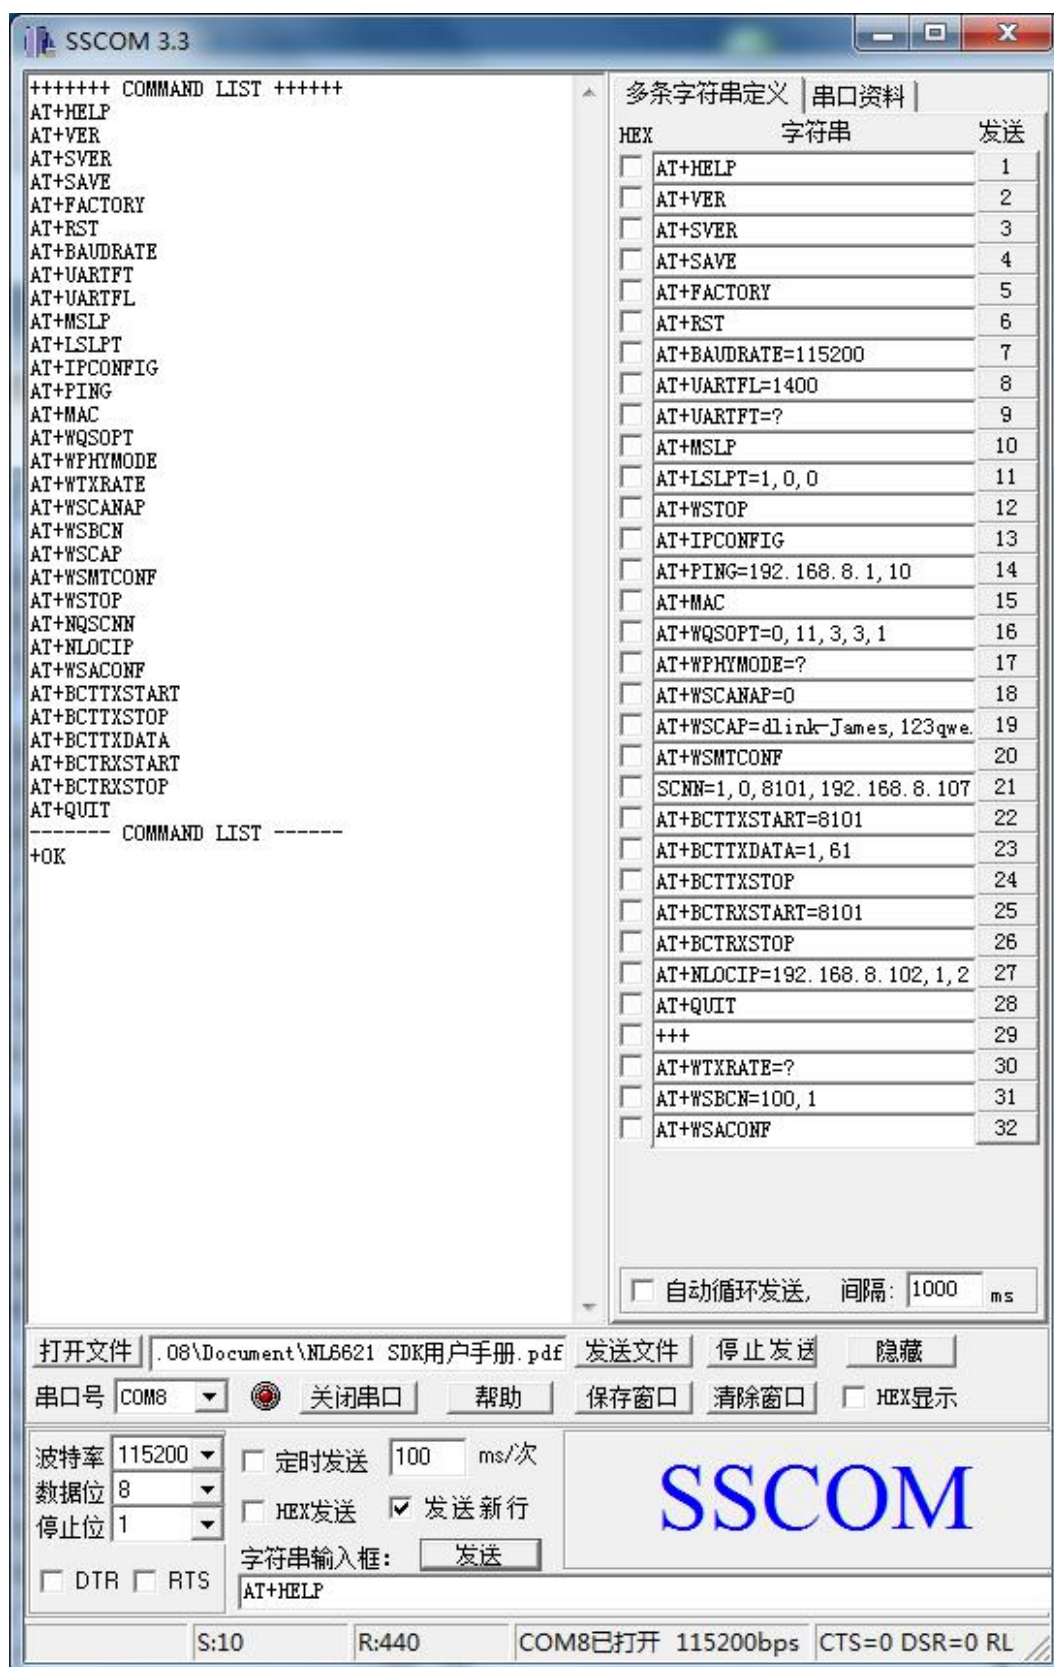 SSCOM 3.3
+++++++ COMMAND LIST ++++++
AT+HELP
AT+VER
AT+SVER
AT+SAVE
AT+FACTORY
AT+RST
AT+BAUDRATE
AT+UARTFT
AT+UARTFL
AT+MSLP
AT+LSLPT
AT+IPCONFIG
AT+PING
AT+MAC
AT+WQSOPT
AT+WPHYMODE
AT+WTXRATE
AT+WSCANAP
AT+WSBCN
AT+WSCAP
AT+WSMTCONF
AT+WSTOP
AT+NQSCNN
AT+NLOCIP
AT+WSACONF
AT+BCTTXSTART
AT+BCTTXSTOP
AT+BCTTXDATA
AT+BCTRXSTART
AT+BCTRXSTOP
AT+QUIT
------- COMMAND LIST ------
+OK
多条字符串定义 串口资料
HEX 字符串 发送
AT+HELP 1
AT+VER 2
AT+SVER 3
AT+SAVE 4
AT+FACTORY 5
AT+RST 6
AT+BAUDRATE=115200 7
AT+UARTFL=1400 8
AT+UARTFT=? 9
AT+MSLP 10
AT+LSLPT=1,0,0 11
AT+WSTOP 12
AT+IPCONFIG 13
AT+PING=192.168.8.1,10 14
AT+MAC 15
AT+WQSOPT=0,11,3,3,1 16
AT+WPHYMODE=? 17
AT+WSCANAP=0 18
AT+WSCAP=dlink-James,123qwe. 19
AT+WSMTCONF 20
SCNN=1,0,8101,192.168.8.107 21
AT+BCTTXSTART=8101 22
AT+BCTTXDATA=1,61 23
AT+BCTTXSTOP 24
AT+BCTRXSTART=8101 25
AT+BCTRXSTOP 26
AT+NLOCIP=192.168.8.102,1,2 27
AT+QUIT 28
+++ 29
AT+WTXRATE=? 30
AT+WSBCN=100,1 31
AT+WSACONF 32
自动循环发送, 间隔: 1000 ms
打开文件 .08\Document\NL6621 SDK用户手册.pdf 发送文件 停止发送 隐藏
串口号 COM8 关闭串口 帮助 保存窗口 清除窗口 HEX显示
波特率 115200 定时发送 100 ms/次
数据位 8 HEX发送 发送新行
停止位 1
字符串输入框: 发送
DTR RTS AT+HELP
SSCOM
S:10 R:440 COM8已打开 115200bps CTS=0 DSR=0 RL